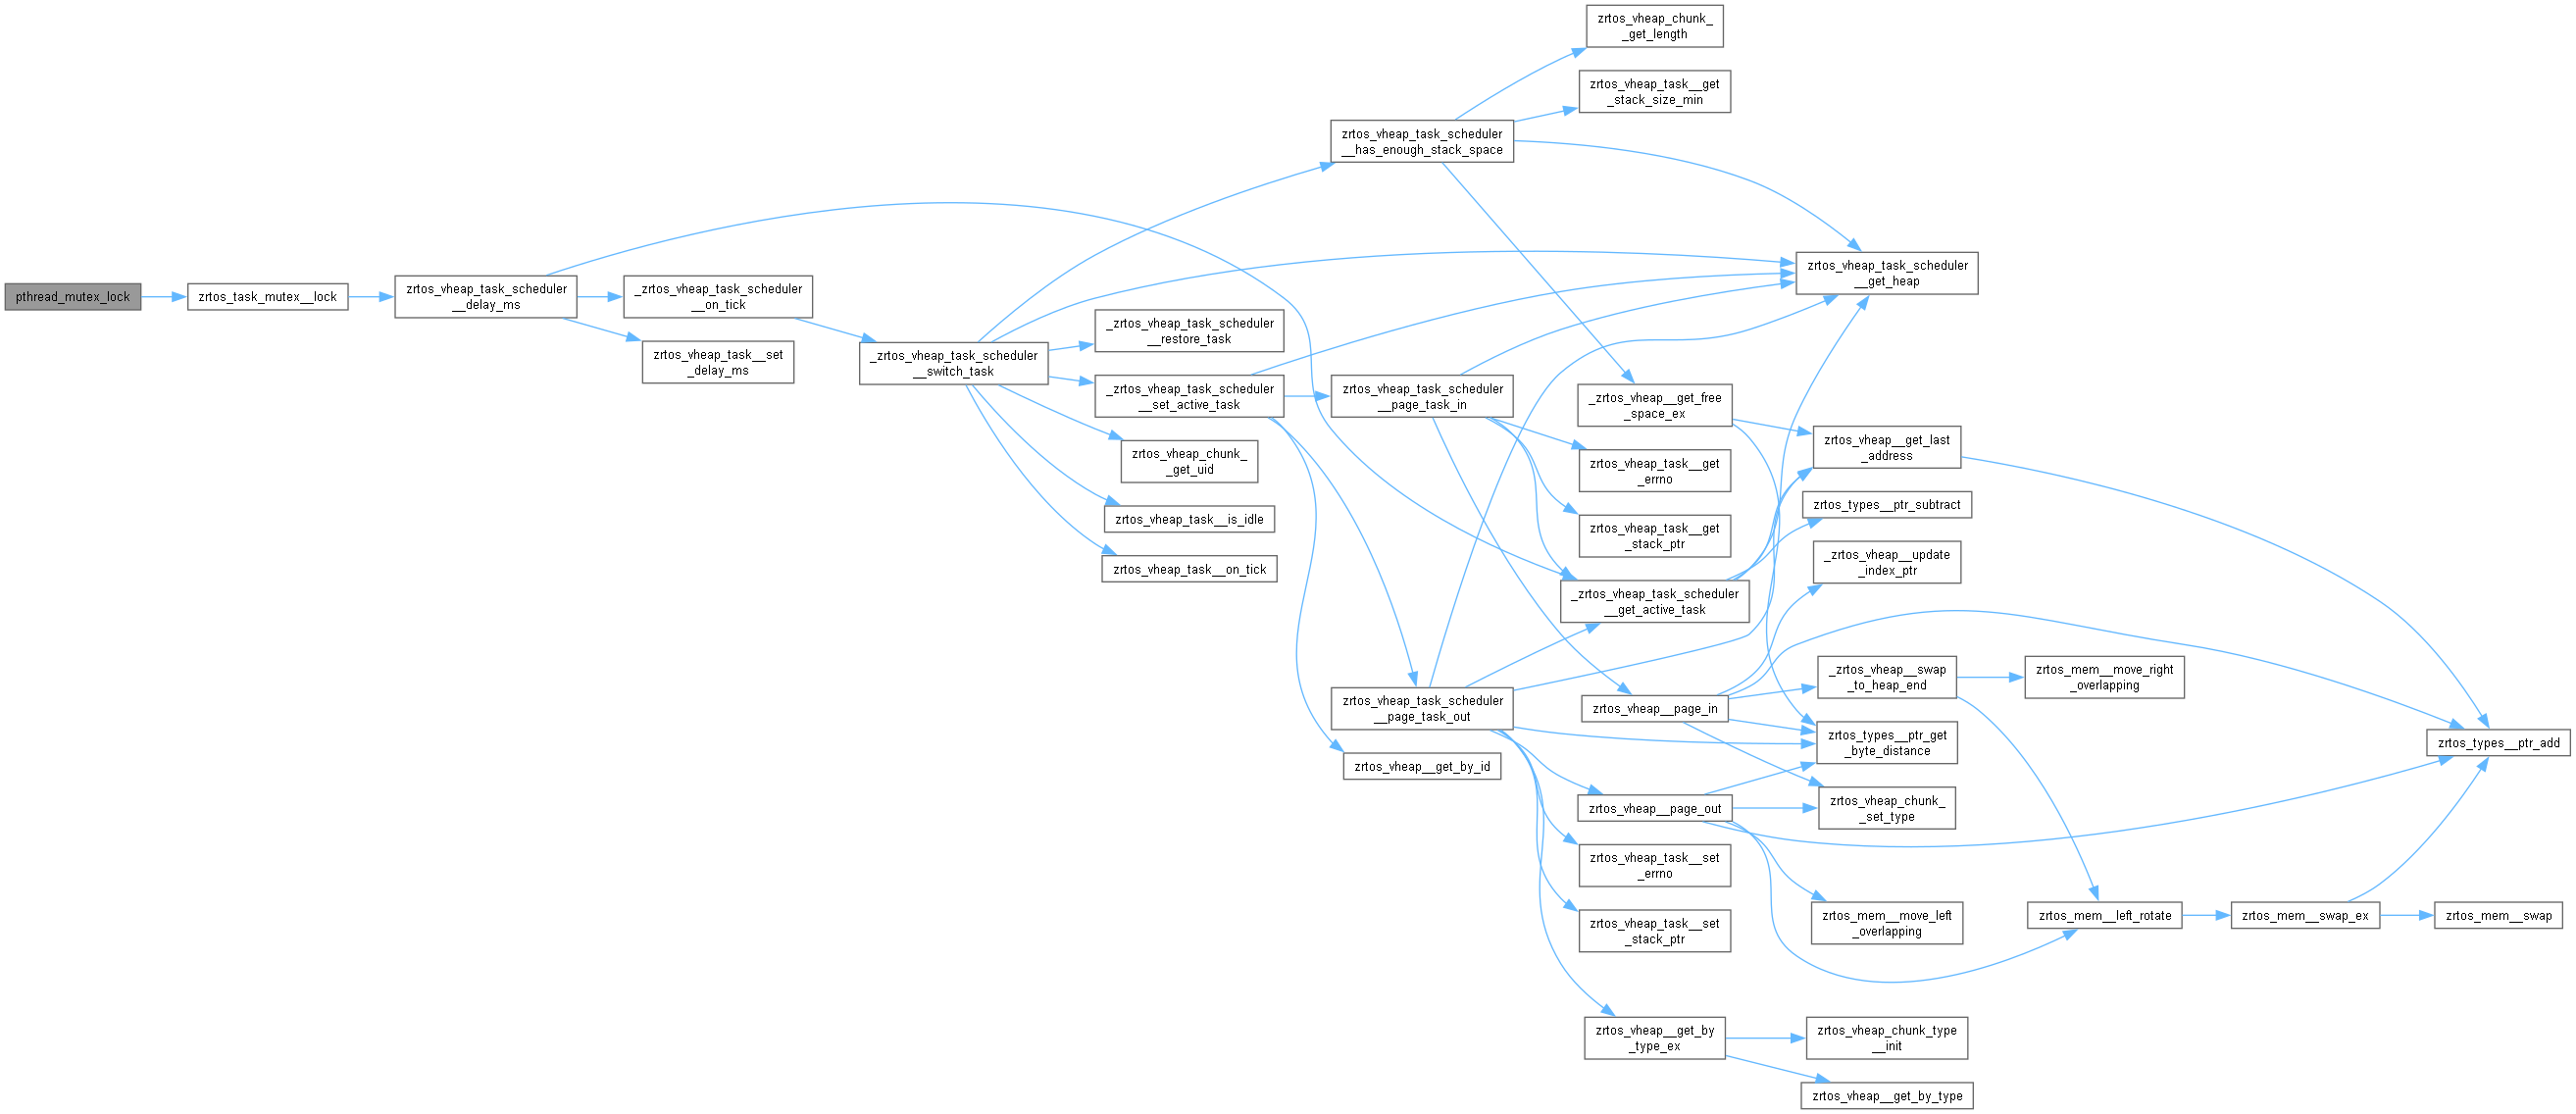 pthread_mutex_lock
zrtos_task_mutex__lock
zrtos_vheap_task_scheduler
__delay_ms
_zrtos_vheap_task_scheduler
__on_tick
zrtos_vheap_task__set
_delay_ms
_zrtos_vheap_task_scheduler
__switch_task
_zrtos_vheap_task_scheduler
__restore_task
_zrtos_vheap_task_scheduler
__set_active_task
zrtos_vheap_chunk_
_get_uid
zrtos_vheap_task__is_idle
zrtos_vheap_task__on_tick
zrtos_vheap_task_scheduler
__has_enough_stack_space
zrtos_vheap_task_scheduler
__page_task_in
zrtos_vheap_task_scheduler
__page_task_out
zrtos_vheap__get_by_id
zrtos_vheap_chunk_
_get_length
zrtos_vheap_task__get
_stack_size_min
_zrtos_vheap__get_free
_space_ex
zrtos_vheap_task__get
_errno
zrtos_vheap_task__get
_stack_ptr
_zrtos_vheap_task_scheduler
__get_active_task
zrtos_vheap__page_in
zrtos_vheap__page_out
zrtos_vheap_task__set
_errno
zrtos_vheap_task__set
_stack_ptr
zrtos_vheap__get_by
_type_ex
zrtos_vheap_task_scheduler
__get_heap
zrtos_vheap__get_last
_address
zrtos_types__ptr_subtract
_zrtos_vheap__update
_index_ptr
_zrtos_vheap__swap
_to_heap_end
zrtos_types__ptr_get
_byte_distance
zrtos_vheap_chunk_
_set_type
zrtos_mem__move_left
_overlapping
zrtos_vheap_chunk_type
__init
zrtos_vheap__get_by_type
zrtos_mem__move_right
_overlapping
zrtos_mem__left_rotate
zrtos_mem__swap_ex
zrtos_types__ptr_add
zrtos_mem__swap